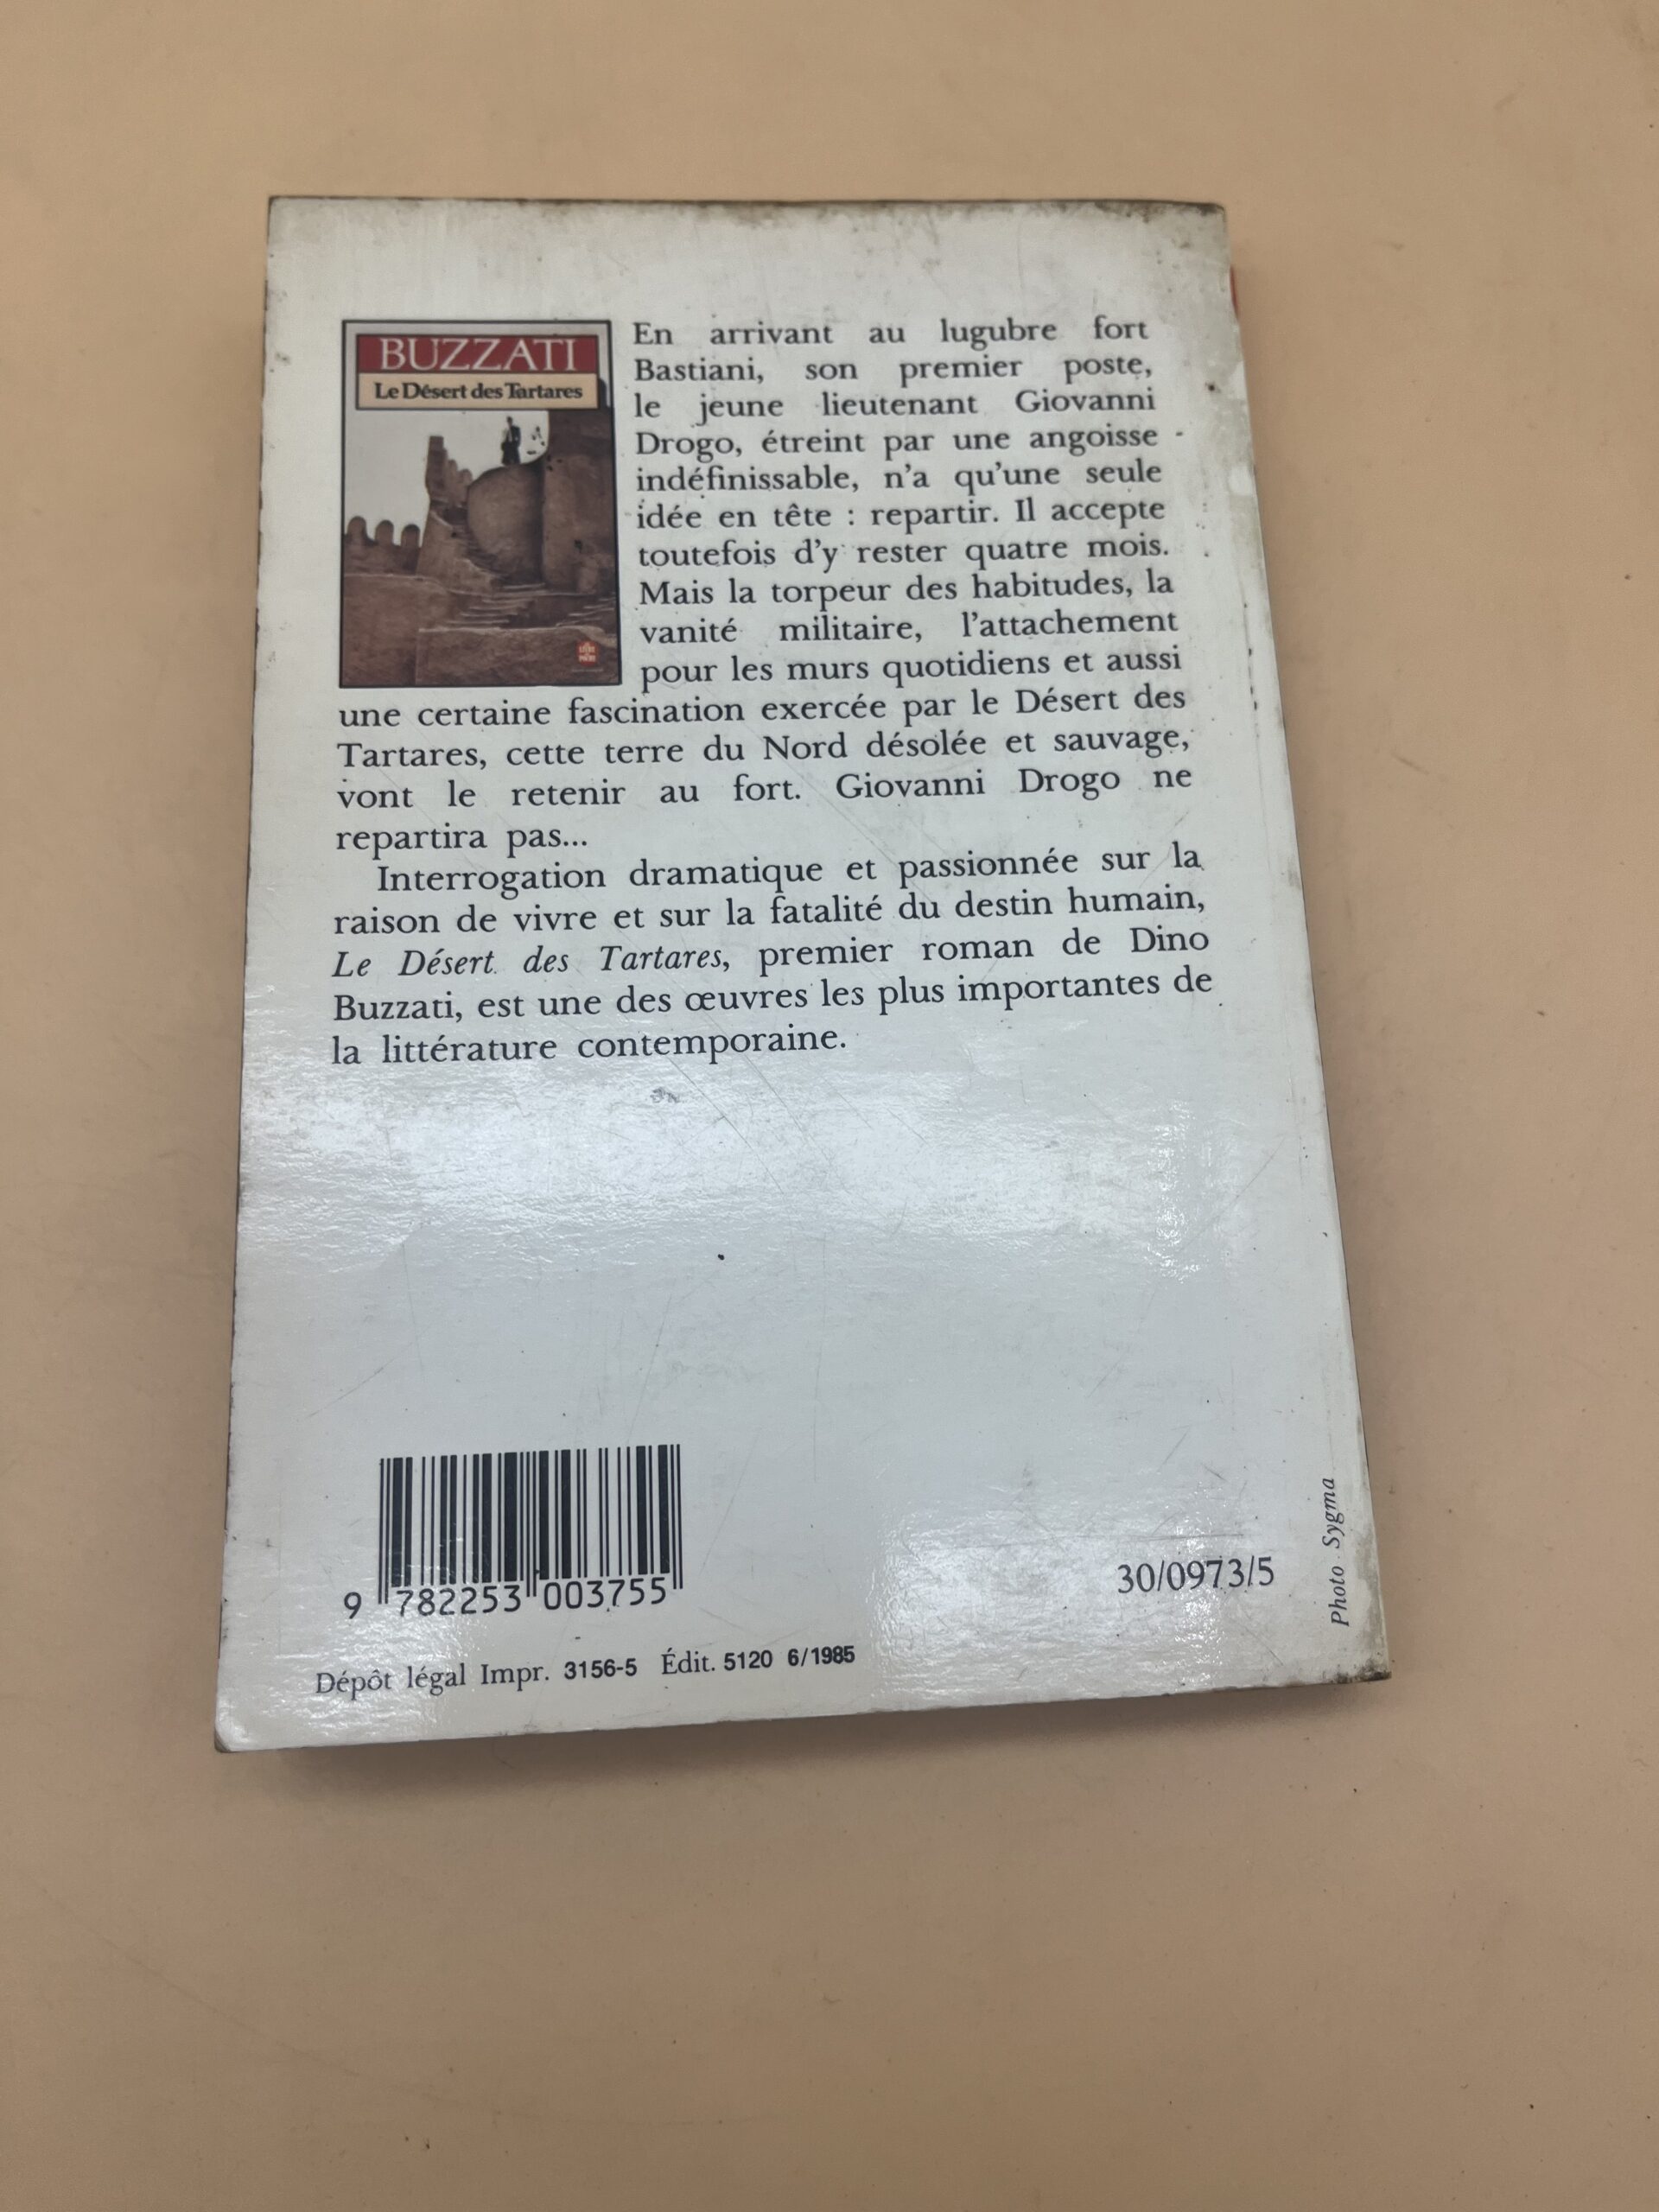 BUZZATI
Le Désert des Tartares
LE LIVRE DE POCHE
En arrivant au lugubre fort
Bastiani, son premier poste,
le jeune lieutenant Giovanni
Drogo, étreint par une angoisse
indéfinissable, n'a qu'une seule
idée en tête : repartir. Il accepte
toutefois d'y rester quatre mois.
Mais la torpeur des habitudes, la
vanité militaire, l'attachement
pour les murs quotidiens et aussi
une certaine fascination exercée par le Désert des
Tartares, cette terre du Nord désolée et sauvage,
vont le retenir au fort. Giovanni Drogo ne
repartira pas...
Interrogation dramatique et passionnée sur la
raison de vivre et sur la fatalité du destin humain,
Le Désert des Tartares, premier roman de Dino
Buzzati, est une des œuvres les plus importantes de
la littérature contemporaine.
9 782253 003755
30/0973/5
Photo Sygma
Dépôt légal Impr. 3156-5 Édit. 5120 6/1985